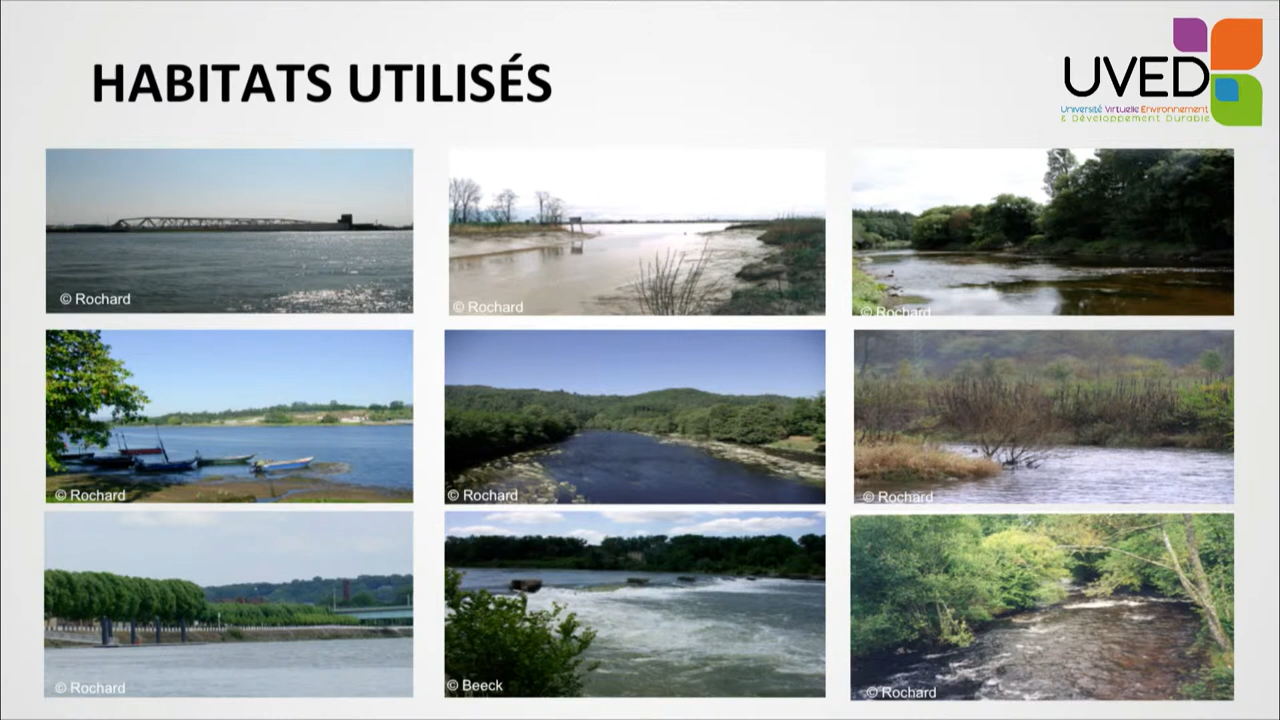 HABITATS UTILISÉS
UVED
Université Virtuelle Environnement
& Développement Durable
© Rochard
© Rochard
© Rochard
© Rochard
© Rochard
© Rochard
© Rochard
© Beeck
© Rochard